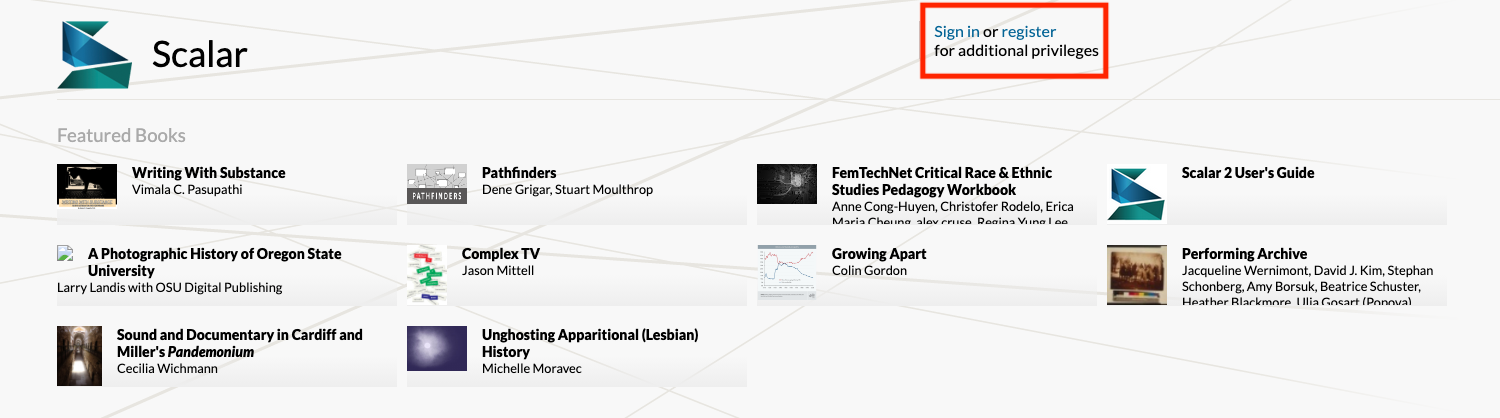 Scalar
Sign in or register
for additional privileges
Featured Books
Writing With Substance
Vimala C. Pasupathi
PATHFINDERS
Pathfinders
Dene Grigar, Stuart Moulthrop
FemTechNet Critical Race & Ethnic
Studies Pedagogy Workbook
Anne Cong-Huyen, Christofer Rodelo, Erica
Maria Cheung, alex cruse, Regina Yung Lee
Scalar 2 User's Guide
A Photographic History of Oregon State
University
Larry Landis with OSU Digital Publishing
Complex TV
Jason Mittell
Growing Apart
Colin Gordon
Performing Archive
Jacqueline Wernimont, David J. Kim, Stephan
Schonberg, Amy Borsuk, Beatrice Schuster,
Heather Blackmore, Ulia Gosart (Popova)
Sound and Documentary in Cardiff and
Miller's Pandemonium
Cecilia Wichmann
Unghosting Apparitional (Lesbian)
History
Michelle Moravec